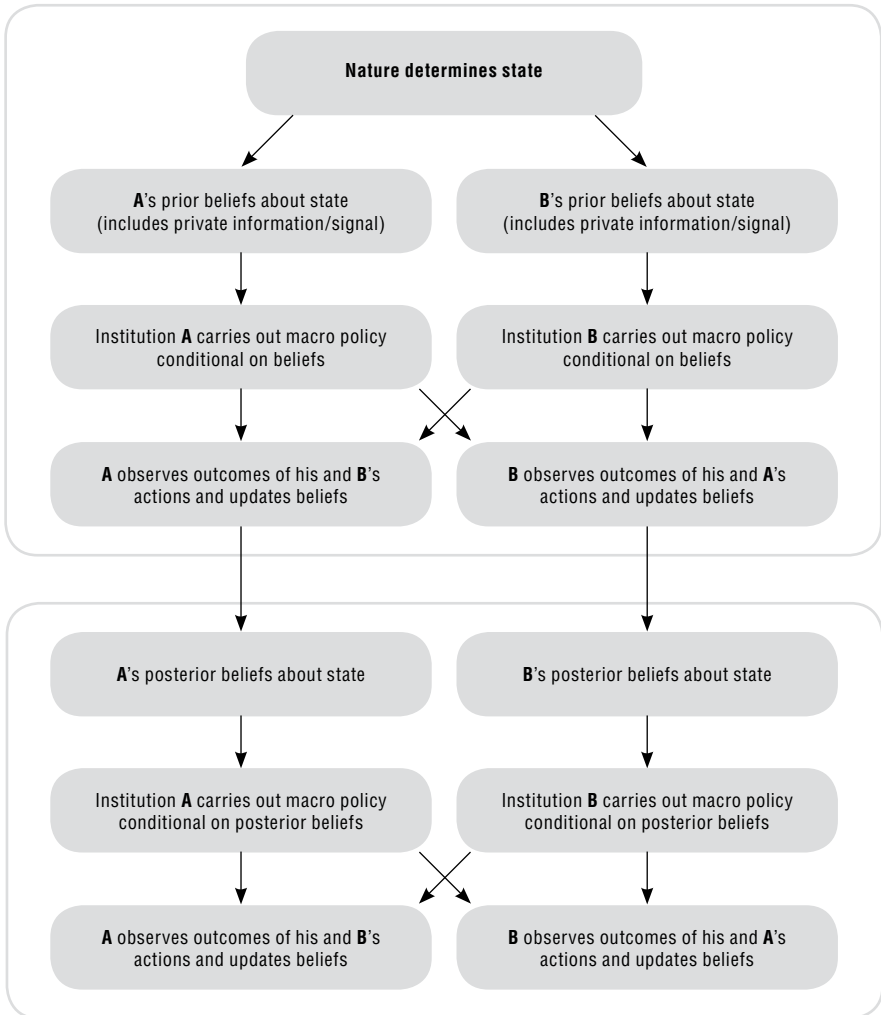 Nature determines state
A's prior beliefs about state
(includes private information/signal)
B's prior beliefs about state
(includes private information/signal)
Institution A carries out macro policy
conditional on beliefs
Institution B carries out macro policy
conditional on beliefs
A observes outcomes of his and B's
actions and updates beliefs
B observes outcomes of his and A's
actions and updates beliefs
A's posterior beliefs about state
B's posterior beliefs about state
Institution A carries out macro policy
conditional on posterior beliefs
Institution B carries out macro policy
conditional on posterior beliefs
A observes outcomes of his and B's
actions and updates beliefs
B observes outcomes of his and A's
actions and updates beliefs